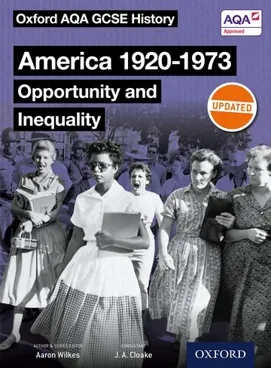 Oxford AQA GCSE History
AQA
Approved
America 1920-1973
Opportunity and
Inequality
UPDATED
AUTHOR & SERIES EDITOR
Aaron Wilkes
CONSULTANT
J. A. Cloake
OXFORD